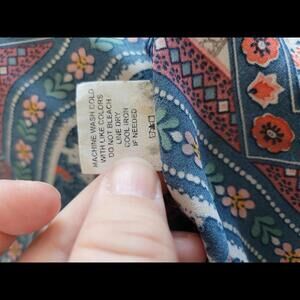 MACHINE WASH COLD
WITH LIKE COLORS
DO NOT BLEACH
LINE DRY
COOL IRON
IF NEEDED